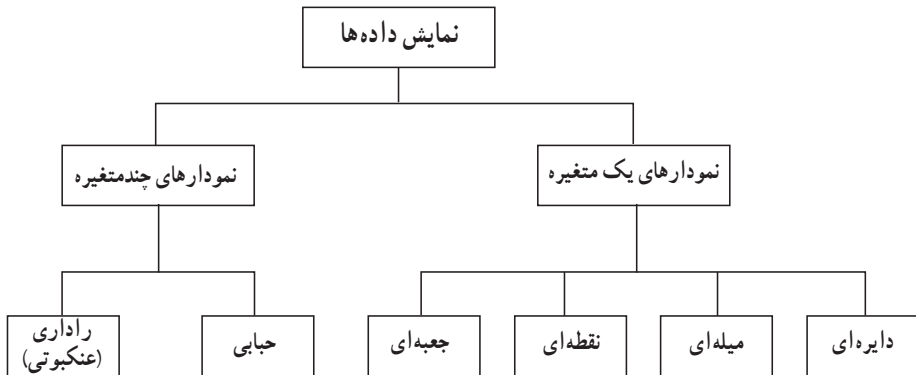 نمایش داده‌ها
نمودارهای یک متغیره
نمودارهای چندمتغیره
دایره‌ای
میله‌ای
نقطه‌ای
جعبه‌ای
حبابی
راداری
(عنکبوتی)